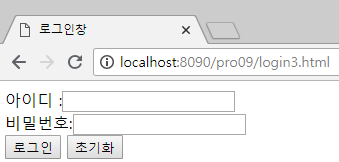 로그인창
localhost:8090/pro09/login3.html
아이디 :
비밀번호:
로그인 초기화